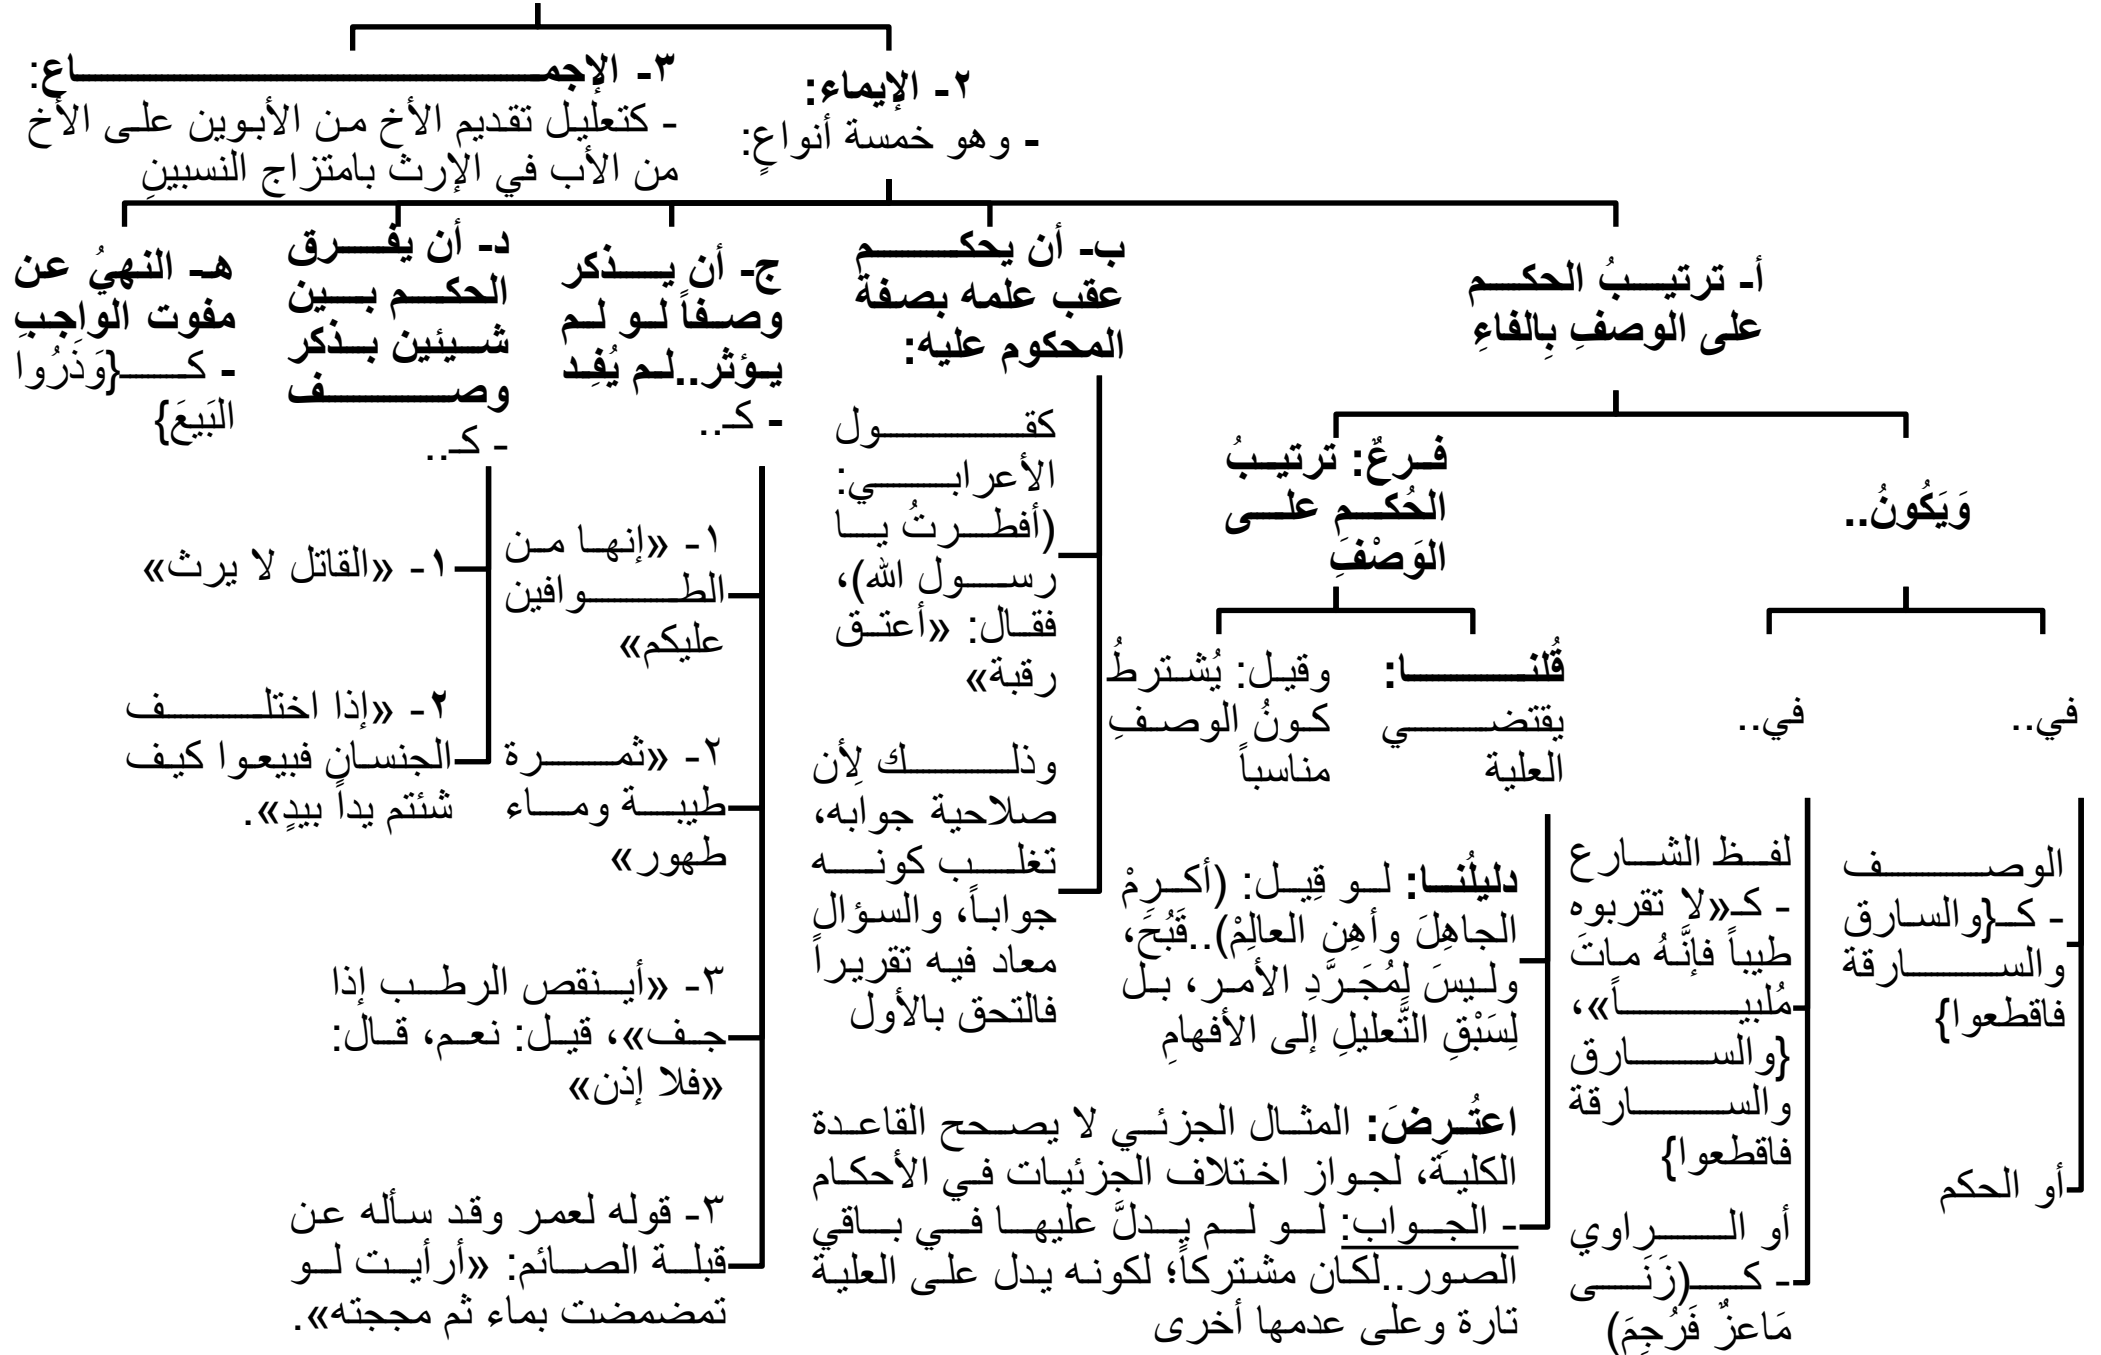 ٢- الإيماء:
- وهو خمسة أنواعٍ:
٣- الإجماع:
- كتعليل تقديم الأخ من الأبوين على الأخ
من الأب في الإرث بامتزاج النسبينِ
أ- ترتيبُ الحكم
على الوصفِ بِالفاءِ
وَيَكُونُ..
في..
الوصف
- كـ{والسارق
والسارقة
فاقطعوا}
أو الحكم
في..
لفظ الشارع
- كـ«لا تقربوه
طيباً فإنَّهُ ماتَ
مُلبياً»،
{والسارق
والسارقة
فاقطعوا}
أو الراوي
- كـ(زَنَى
مَاعزٌ فَرُجِمَ)
فرعٌ: ترتيبُ
الحُكم على
الوَصْفَ
قُلنا:
يقتضي
العلية
وقيل: يُشترطُ
كونُ الوصفِ
مناسباً
دليلُنا: لو قِيل: (أكرِمْ
الجاهِلَ وأهِنِ العالِمْ)..قَبُحَ،
وليسَ لِمُجَرَّدِ الأمر، بل
لِسَبْقِ التَّعليلِ إلى الأفهامِ
اعتُرِضَ: المثال الجزئي لا يصحح القاعدة
الكلية، لجواز اختلاف الجزئيات في الأحكام
- الجواب: لو لم يدلَّ عليها في باقي
الصور..لكان مشتركاً؛ لكونه يدل على العلية
تارة وعلى عدمها أخرى
ب- أن يحكم
عقب علمه بصفة
المحكوم عليه:
كقول
الأعرابي:
(أفطرتُ يا
رسول الله)،
فقال: «أعتق
رقبة»
وذلك لِأن
صلاحية جوابه،
تغلب كونه
جواباً، والسؤال
معاد فيه تقريراً
فالتحق بالأول
ج- أن يذكر
وصفاً لو لم
يؤثر..لم يُفِد
- كـ..
١- «إنها من
الطوافين
عليكم»
٢- «ثمرة
طيبة وماء
طهور»
٣- «أينقص الرطب إذا
جف»، قيل: نعم، قال:
«فلا إذن»
٣- قوله لعمر وقد سأله عن
قبلة الصائم: «أرأيت لو
تمضمضت بماء ثم مججته».
د- أن يفرق
الحكم بين
شيئين بذكر
وصف
- كـ..
١- «القاتل لا يرث»
٢- «إذا اختلف
الجنسانِ فبيعوا كيف
شئتم يداً بيدٍ».
هـ- النهيُ عن
مفوت الواجبِ
- كـ{وَذَرُوا
البَيعَ}